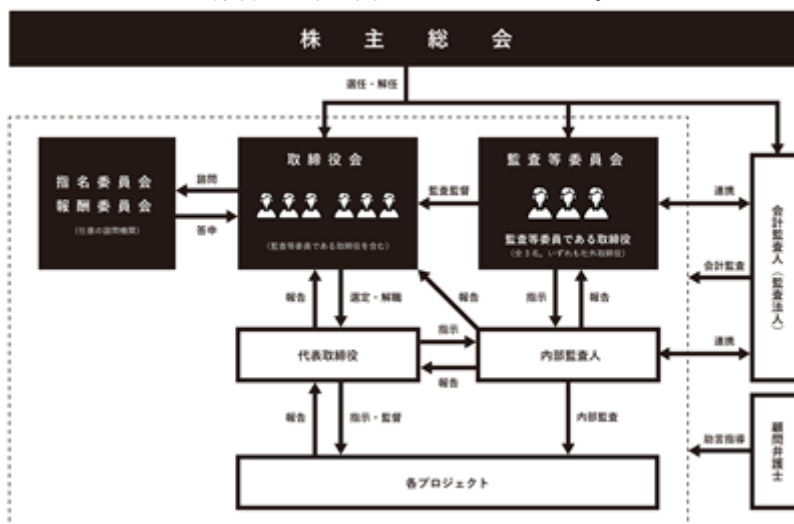 株主総会
選任・解任
指名委員会
報酬委員会
(任意の諮問機関)
諮問
答申
取締役会
(監査等委員である取締役を含む)
監査監督
監査等委員会
監査等委員である取締役
(全3名、いずれも社外取締役)
連携
会計監査人(監査法人)
会計監査
報告
選定・解職
報告
指示
報告
代表取締役
指示
報告
内部監査人
連携
報告
指示・監督
内部監査
助言指導
顧問弁護士
各プロジェクト